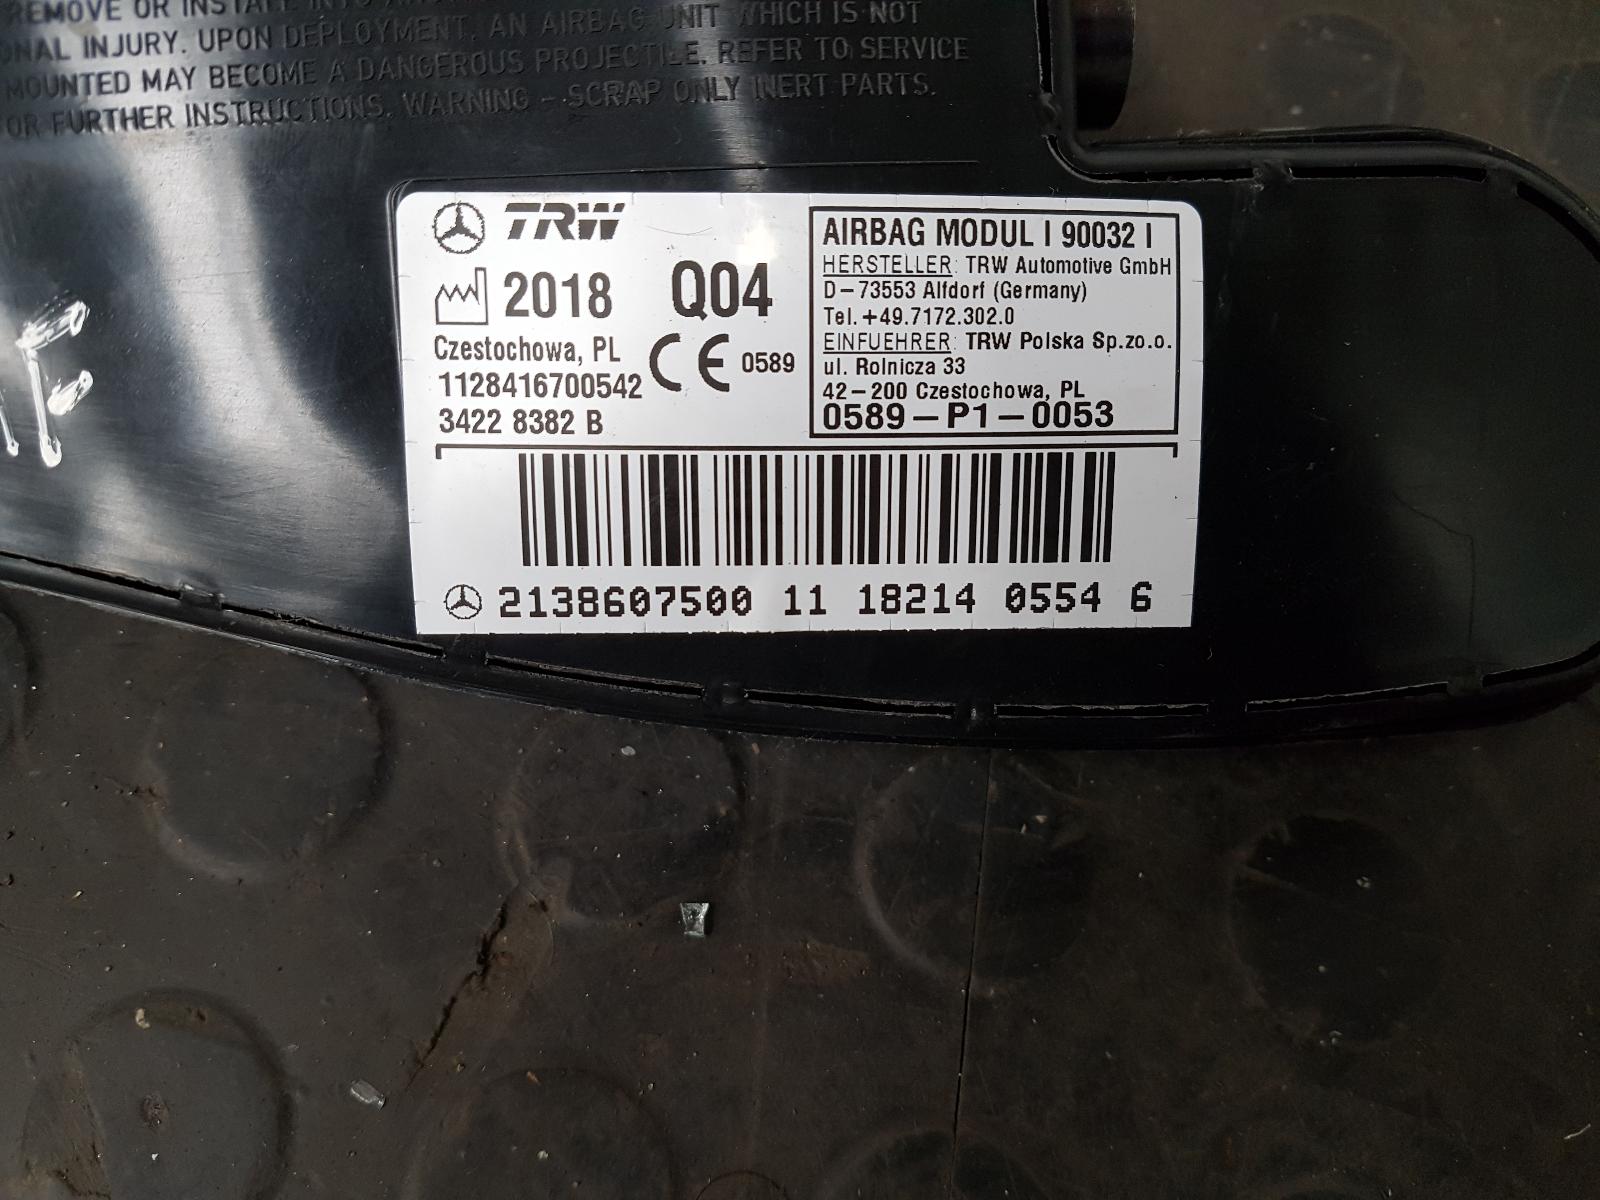 REMOVE OR INSTALL INTO
ONAL INJURY. UPON DEPLOYMENT, AN AIRBAG UNIT WHICH IS NOT
MOUNTED MAY BECOME A DANGEROUS PROJECTILE. REFER TO SERVICE
OR FURTHER INSTRUCTIONS. WARNING - SCRAP ONLY INERT PARTS.
TRW
2018 Q04
Czestochowa, PL
1128416700542
34228382 B
CE 0589
AIRBAG MODUL I 90032 I
HERSTELLER: TRW Automotive GmbH
D-73553 Alfdorf (Germany)
Tel. +49.7172.302.0
EINFUEHRER: TRW Polska Sp.zo.o.
ul. Rolnicza 33
42-200 Czestochowa, PL
0589-P1-0053
2138607500 11 18214 0554 6